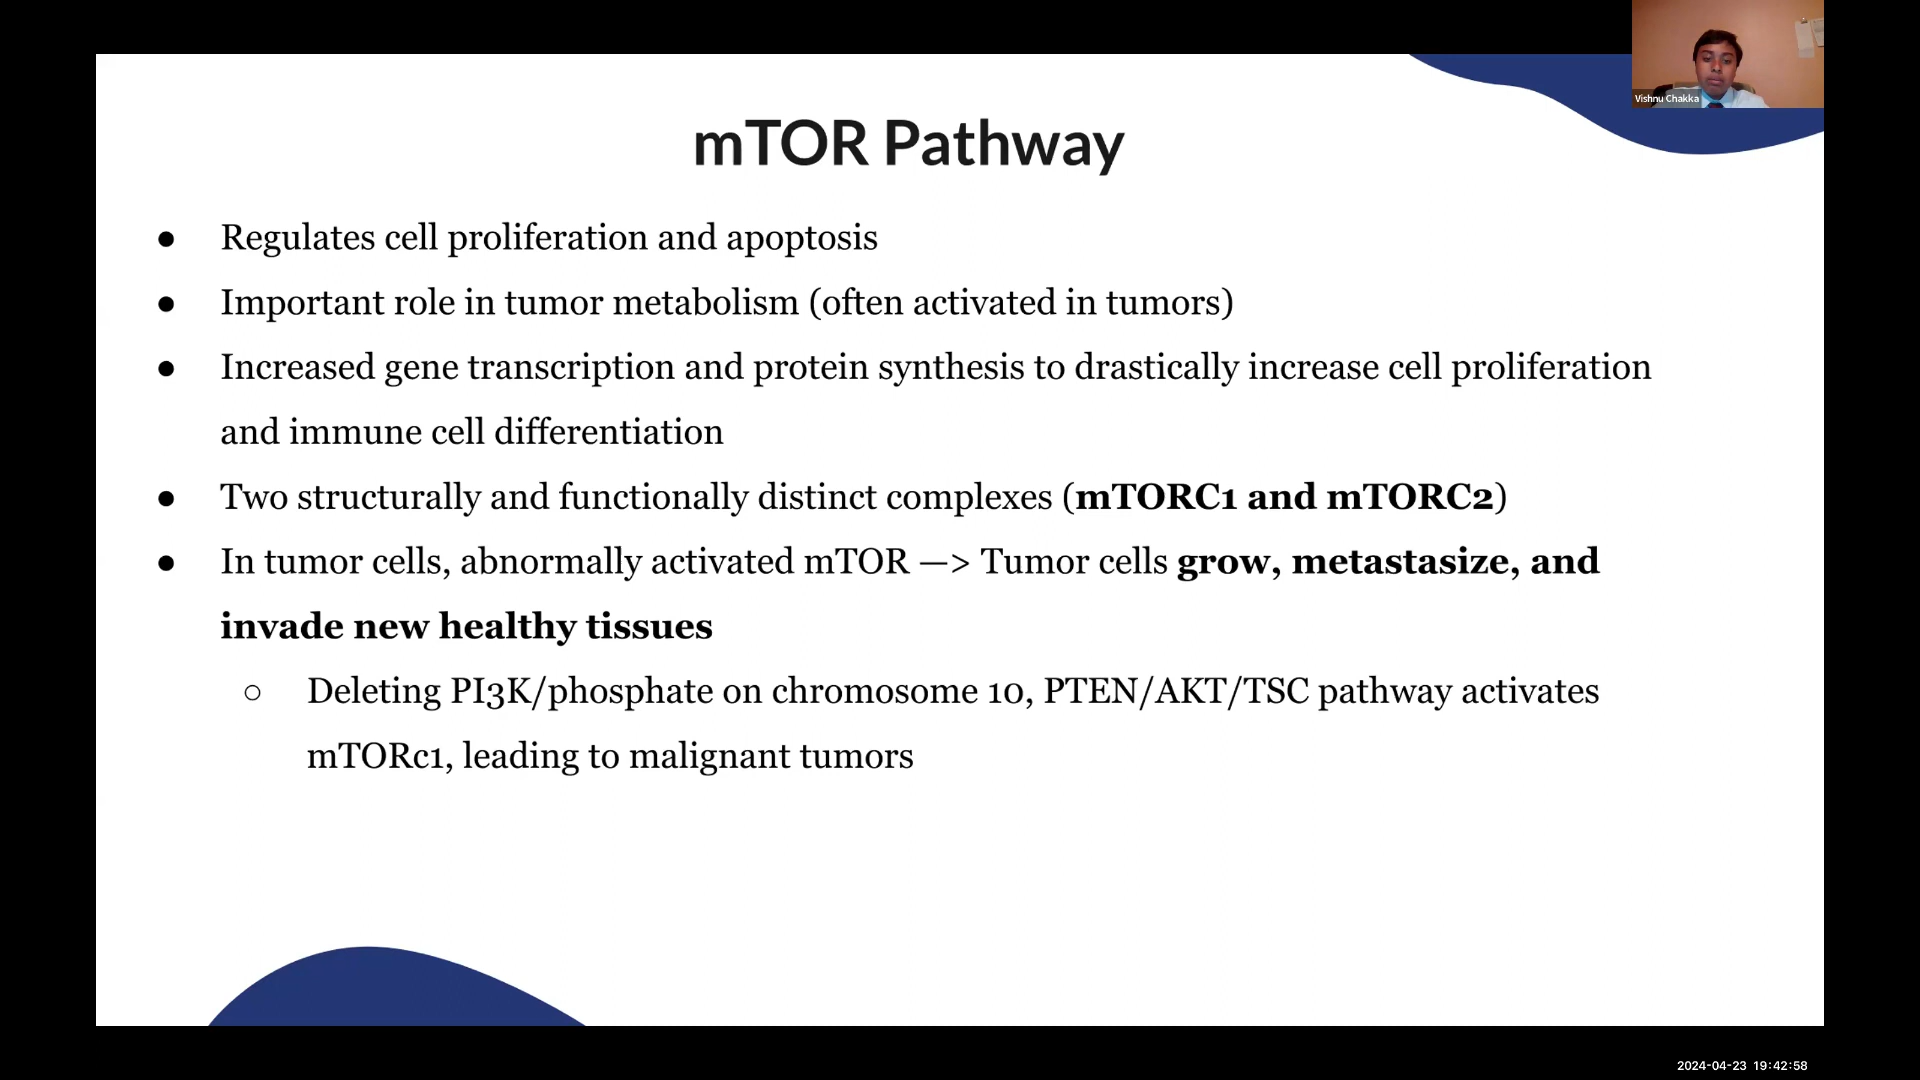 Vishnu Chakka
mTOR Pathway
● Regulates cell proliferation and apoptosis
● Important role in tumor metabolism (often activated in tumors)
● Increased gene transcription and protein synthesis to drastically increase cell proliferation
and immune cell differentiation
● Two structurally and functionally distinct complexes (mTORC1 and mTORC2)
● In tumor cells, abnormally activated mTOR —> Tumor cells grow, metastasize, and
invade new healthy tissues
○ Deleting PI3K/phosphate on chromosome 10, PTEN/AKT/TSC pathway activates
mTORc1, leading to malignant tumors
2024-04-23 19:42:58